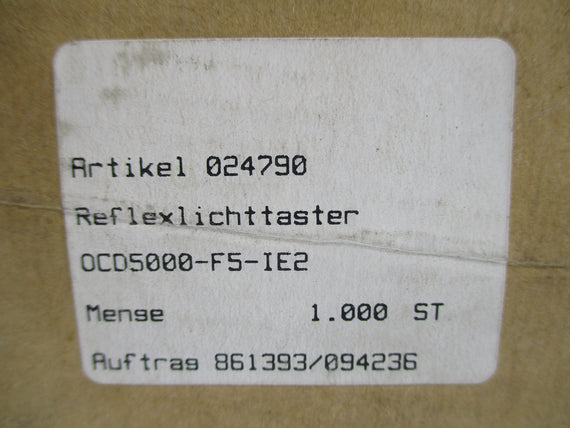 Artikel 024790
Reflexlichttaster
OCD5000-F5-IE2
Menge 1.000 ST
Auftrag 861393/094236